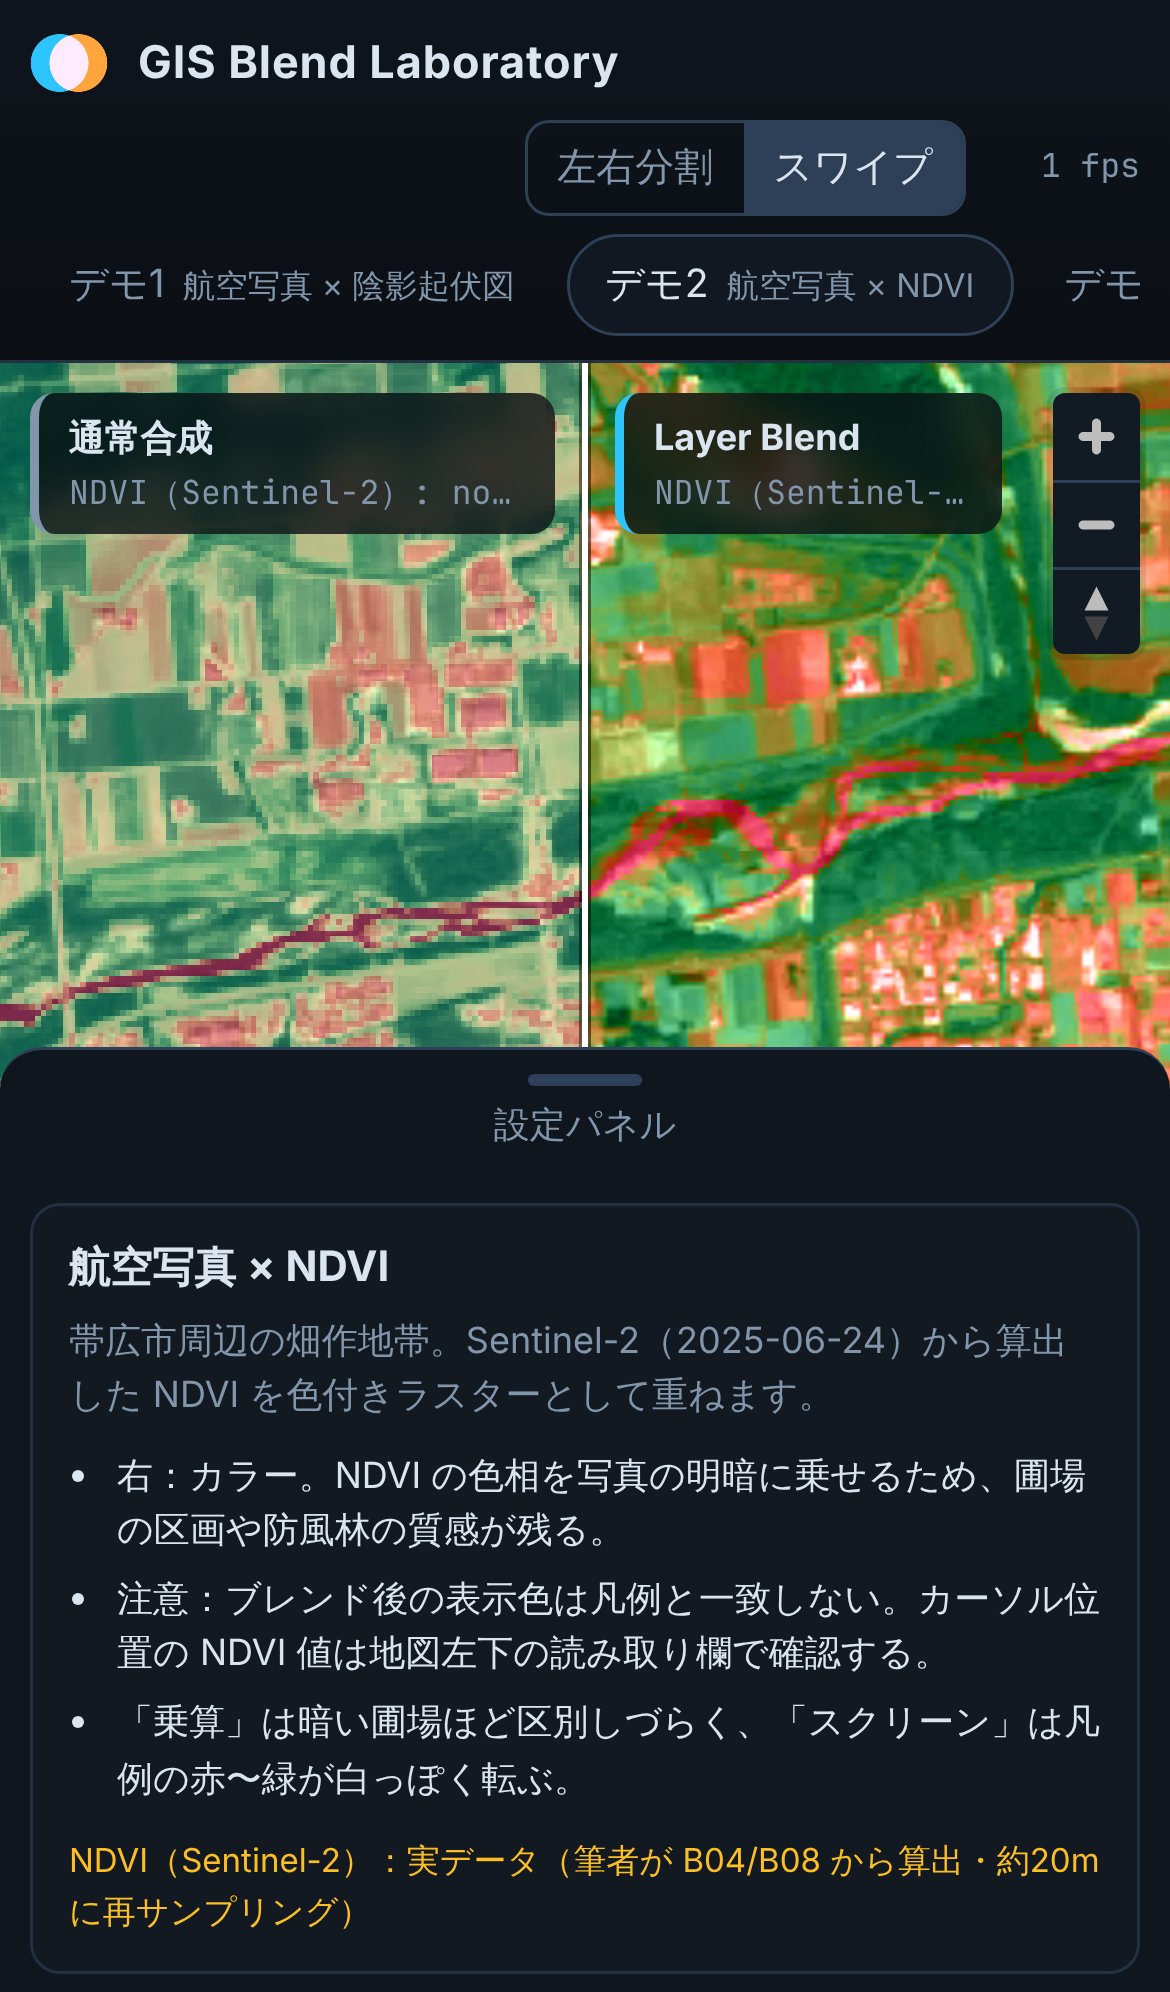 GIS Blend Laboratory
左右分割 スワイプ 1 fps
デモ1 航空写真 × 陰影起伏図 デモ2 航空写真 × NDVI デモ
通常合成
NDVI（Sentinel-2）: no…
Layer Blend
NDVI（Sentinel-…
設定パネル
航空写真 × NDVI
帯広市周辺の畑作地帯。Sentinel-2（2025-06-24）から算出
した NDVI を色付きラスターとして重ねます。
• 右：カラー。NDVI の色相を写真の明暗に乗せるため、圃場
の区画や防風林の質感が残る。
• 注意：ブレンド後の表示色は凡例と一致しない。カーソル位
置の NDVI 値は地図左下の読み取り欄で確認する。
• 「乗算」は暗い圃場ほど区別しづらく、「スクリーン」は凡
例の赤〜緑が白っぽく転ぶ。
NDVI（Sentinel-2）：実データ（筆者が B04/B08 から算出・約20m
に再サンプリング）